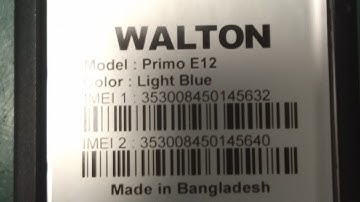 WALTON
Model : Primo E12
Color : Light Blue
IMEI 1 : 353008450145632
IMEI 2 : 353008450145640
Made in Bangladesh